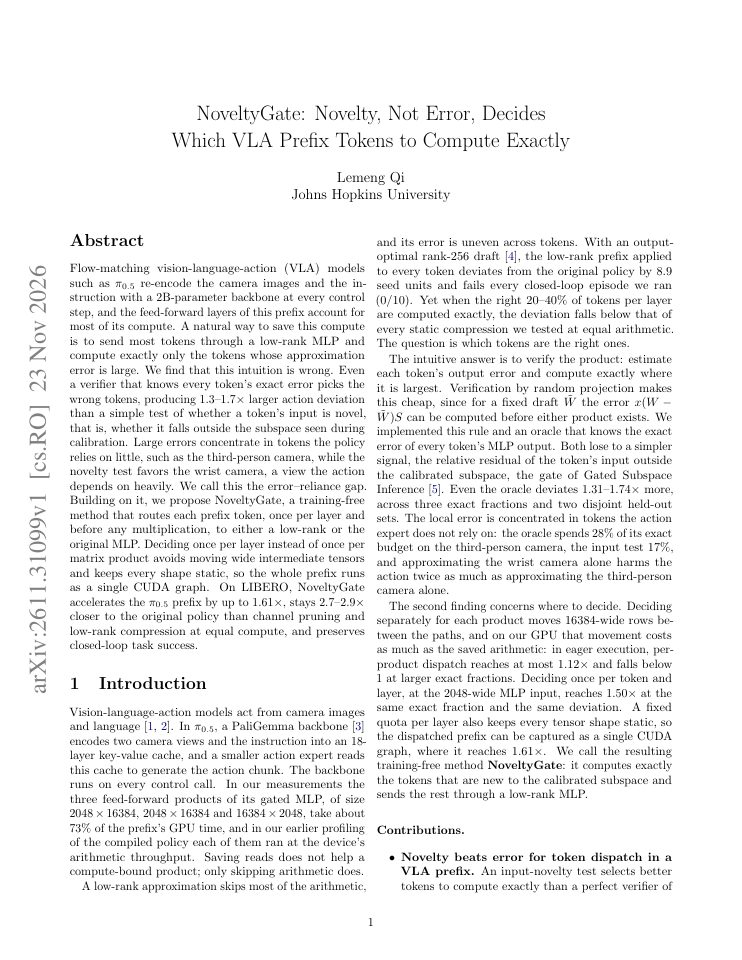 NoveltyGate: Novelty, Not Error, Decides
Which VLA Prefix Tokens to Compute Exactly
Lemeng Qi
Johns Hopkins University
arXiv:2611.31099v1 [cs.RO] 23 Nov 2026
Abstract
Flow-matching vision-language-action (VLA) models
such as π0.5 re-encode the camera images and the in-
struction with a 2B-parameter backbone at every control
step, and the feed-forward layers of this prefix account for
most of its compute. A natural way to save this compute
is to send most tokens through a low-rank MLP and
compute exactly only the tokens whose approximation
error is large. We find that this intuition is wrong. Even
a verifier that knows every token's exact error picks the
wrong tokens, producing 1.3–1.7× larger action deviation
than a simple test of whether a token's input is novel,
that is, whether it falls outside the subspace seen during
calibration. Large errors concentrate in tokens the policy
relies on little, such as the third-person camera, while the
novelty test favors the wrist camera, a view the action
depends on heavily. We call this the error–reliance gap.
Building on it, we propose NoveltyGate, a training-free
method that routes each prefix token, once per layer and
before any multiplication, to either a low-rank or the
original MLP. Deciding once per layer instead of once per
matrix product avoids moving wide intermediate tensors
and keeps every shape static, so the whole prefix runs
as a single CUDA graph. On LIBERO, NoveltyGate
accelerates the π0.5 prefix by up to 1.61×, stays 2.7–2.9×
closer to the original policy than channel pruning and
low-rank compression at equal compute, and preserves
closed-loop task success.
1 Introduction
Vision-language-action models act from camera images
and language [1, 2]. In π0.5, a PaliGemma backbone [3]
encodes two camera views and the instruction into an 18-
layer key-value cache, and a smaller action expert reads
this cache to generate the action chunk. The backbone
runs on every control call. In our measurements the
three feed-forward products of its gated MLP, of size
2048 × 16384, 2048 × 16384 and 16384 × 2048, take about
73% of the prefix's GPU time, and in our earlier profiling
of the compiled policy each of them ran at the device's
arithmetic throughput. Saving reads does not help a
compute-bound product; only skipping arithmetic does.
A low-rank approximation skips most of the arithmetic,
and its error is uneven across tokens. With an output-
optimal rank-256 draft [4], the low-rank prefix applied
to every token deviates from the original policy by 8.9
seed units and fails every closed-loop episode we ran
(0/10). Yet when the right 20–40% of tokens per layer
are computed exactly, the deviation falls below that of
every static compression we tested at equal arithmetic.
The question is which tokens are the right ones.
The intuitive answer is to verify the product: estimate
each token's output error and compute exactly where
it is largest. Verification by random projection makes
this cheap, since for a fixed draft W̃ the error x(W −
W̃)S can be computed before either product exists. We
implemented this rule and an oracle that knows the exact
error of every token's MLP output. Both lose to a simpler
signal, the relative residual of the token's input outside
the calibrated subspace, the gate of Gated Subspace
Inference [5]. Even the oracle deviates 1.31–1.74× more,
across three exact fractions and two disjoint held-out
sets. The local error is concentrated in tokens the action
expert does not rely on: the oracle spends 28% of its exact
budget on the third-person camera, the input test 17%,
and approximating the wrist camera alone harms the
action twice as much as approximating the third-person
camera alone.
The second finding concerns where to decide. Deciding
separately for each product moves 16384-wide rows be-
tween the paths, and on our GPU that movement costs
as much as the saved arithmetic: in eager execution, per-
product dispatch reaches at most 1.12× and falls below
1 at larger exact fractions. Deciding once per token and
layer, at the 2048-wide MLP input, reaches 1.50× at the
same exact fraction and the same deviation. A fixed
quota per layer also keeps every tensor shape static, so
the dispatched prefix can be captured as a single CUDA
graph, where it reaches 1.61×. We call the resulting
training-free method NoveltyGate: it computes exactly
the tokens that are new to the calibrated subspace and
sends the rest through a low-rank MLP.
Contributions.
• Novelty beats error for token dispatch in a
VLA prefix. An input-novelty test selects better
tokens to compute exactly than a perfect verifier of
1